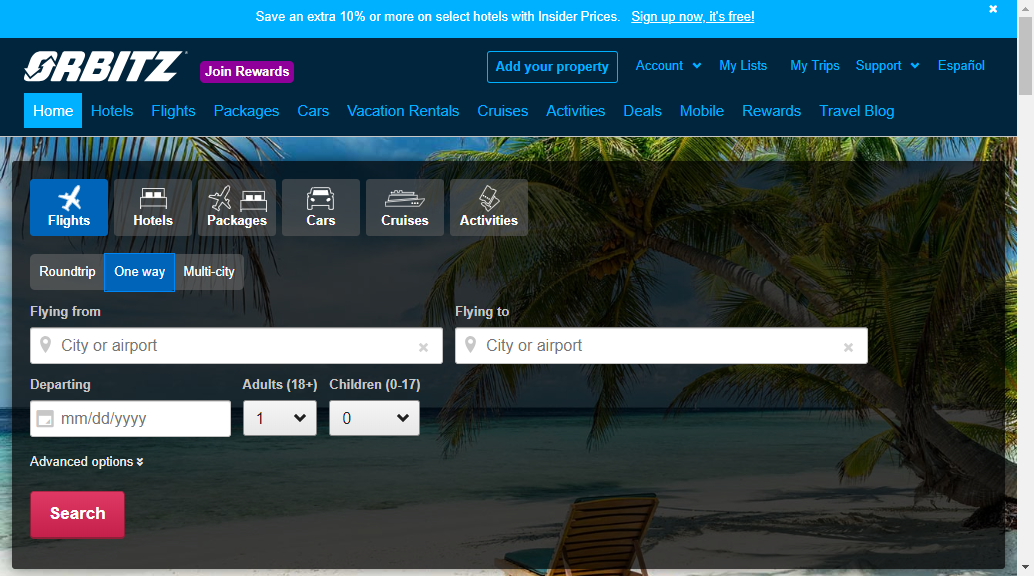 Save an extra 10% or more on select hotels with Insider Prices. Sign up now, it's free!
ORBITZ Join Rewards Add your property Account My Lists My Trips Support Español
Home Hotels Flights Packages Cars Vacation Rentals Cruises Activities Deals Mobile Rewards Travel Blog
Flights Hotels Packages Cars Cruises Activities
Roundtrip One way Multi-city
Flying from Flying to
City or airport City or airport
Departing Adults (18+) Children (0-17)
mm/dd/yyyy 1 0
Advanced options
Search